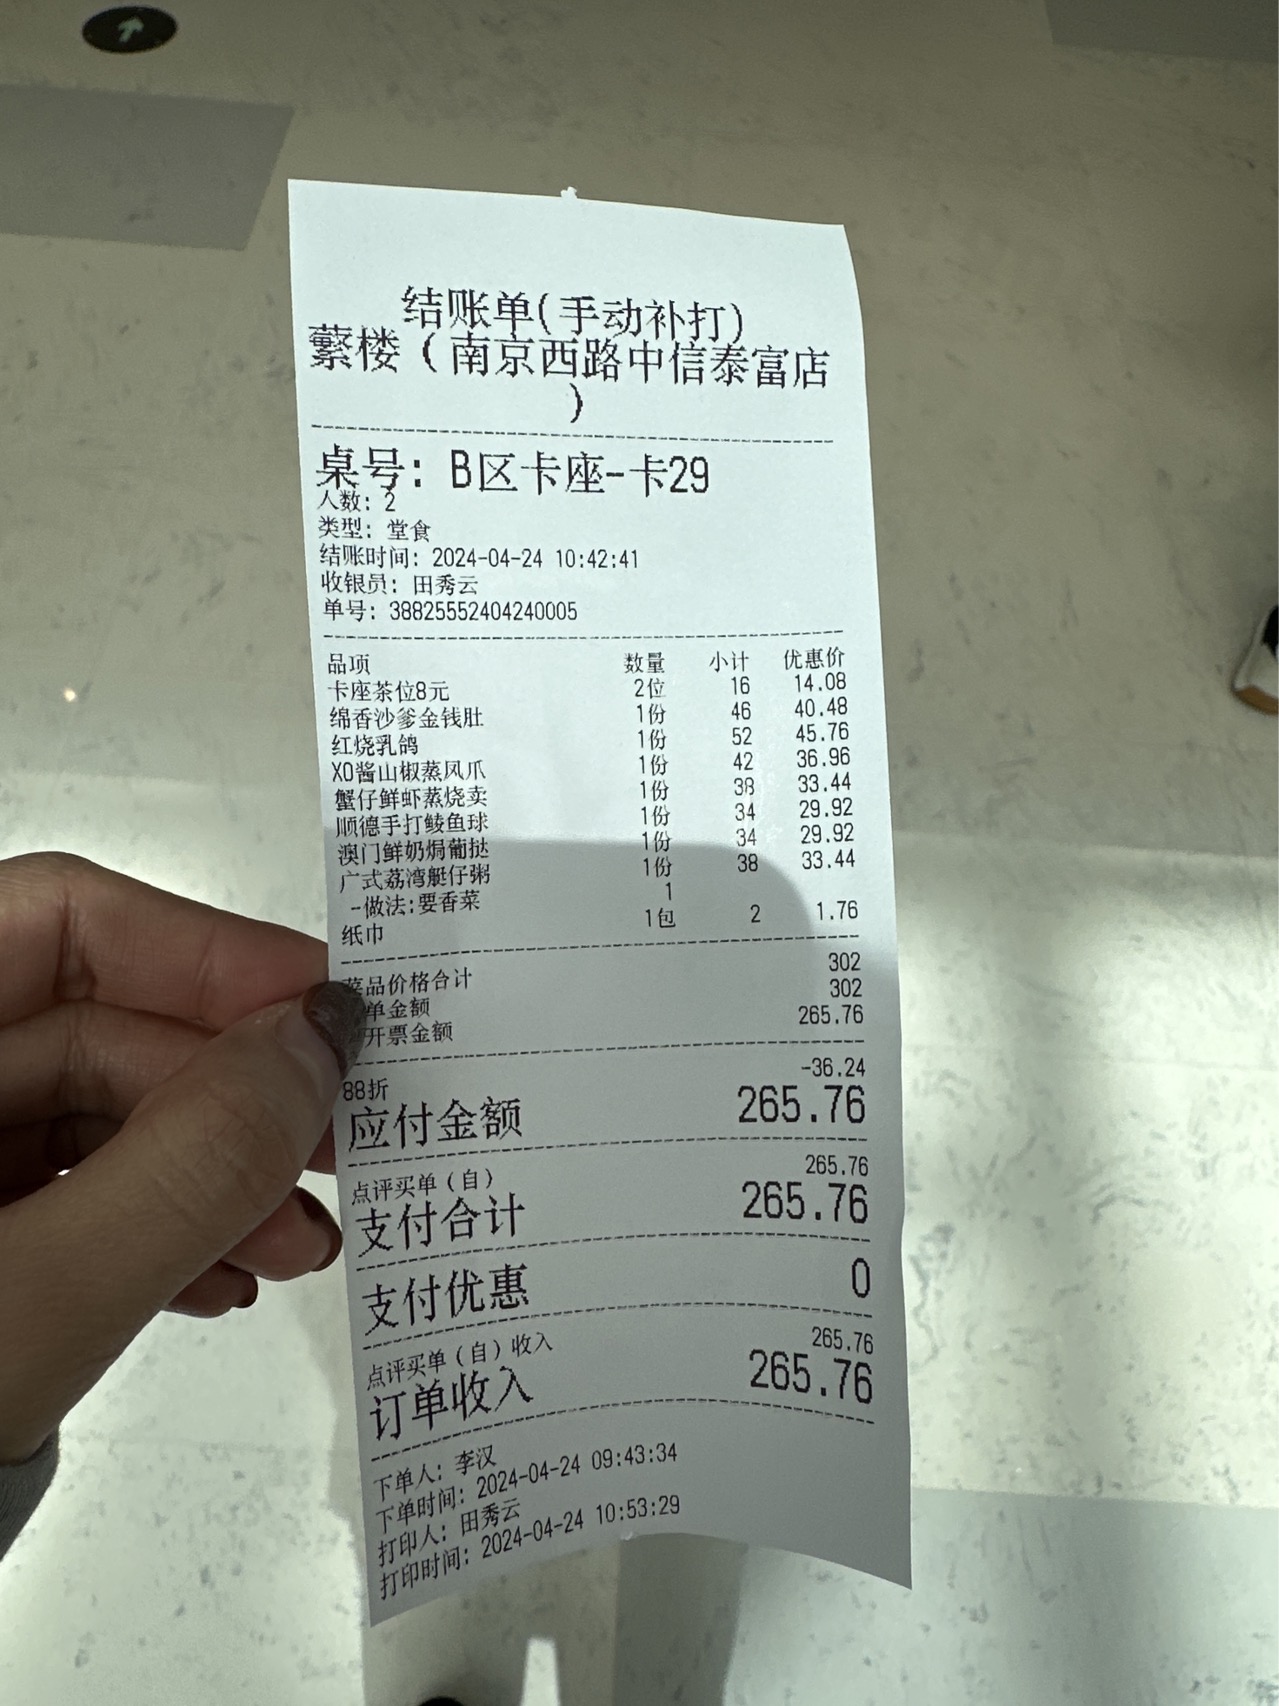 结账单(手动补打)
蘩楼（南京西路中信泰富店
）
桌号: B区卡座-卡29
人数: 2
类型: 堂食
结账时间: 2024-04-24 10:42:41
收银员: 田秀云
单号: 38825552404240005
品项 数量 小计 优惠价
卡座茶位8元 2位 16 14.08
绵香沙爹金钱肚 1份 46 40.48
红烧乳鸽 1份 52 45.76
XO酱山椒蒸凤爪 1份 42 36.96
蟹仔鲜虾蒸烧卖 1份 38 33.44
顺德手打鲮鱼球 1份 34 29.92
澳门鲜奶焗葡挞 1份 34 29.92
广式荔湾艇仔粥 1份 38 33.44
-做法:要香菜 1
纸巾 1包 2 1.76
菜品价格合计 302
单金额 302
开票金额 265.76
88折 -36.24
应付金额 265.76
点评买单（自） 265.76
支付合计 265.76
支付优惠 0
点评买单（自）收入 265.76
订单收入 265.76
下单人: 李汉
下单时间: 2024-04-24 09:43:34
打印人: 田秀云
打印时间: 2024-04-24 10:53:29